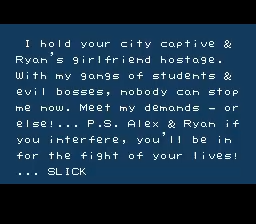 I hold your city captive &
Ryan's girlfriend hostage.
With my gangs of students &
evil bosses, nobody can stop
me now. Meet my demands - or
else!... P.S. Alex & Ryan if
you interfere, you'll be in
for the fight of your lives!
... SLICK